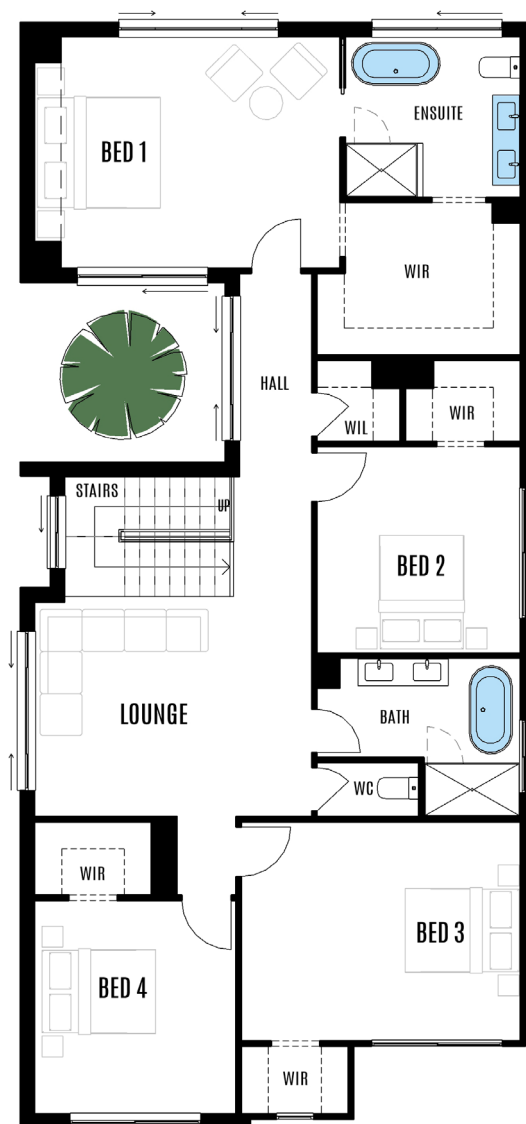 ENSUITE
BED 1
WIR
HALL
WIL
WIR
STAIRS
UP
BED 2
LOUNGE
BATH
WC
WIR
BED 3
BED 4
WIR